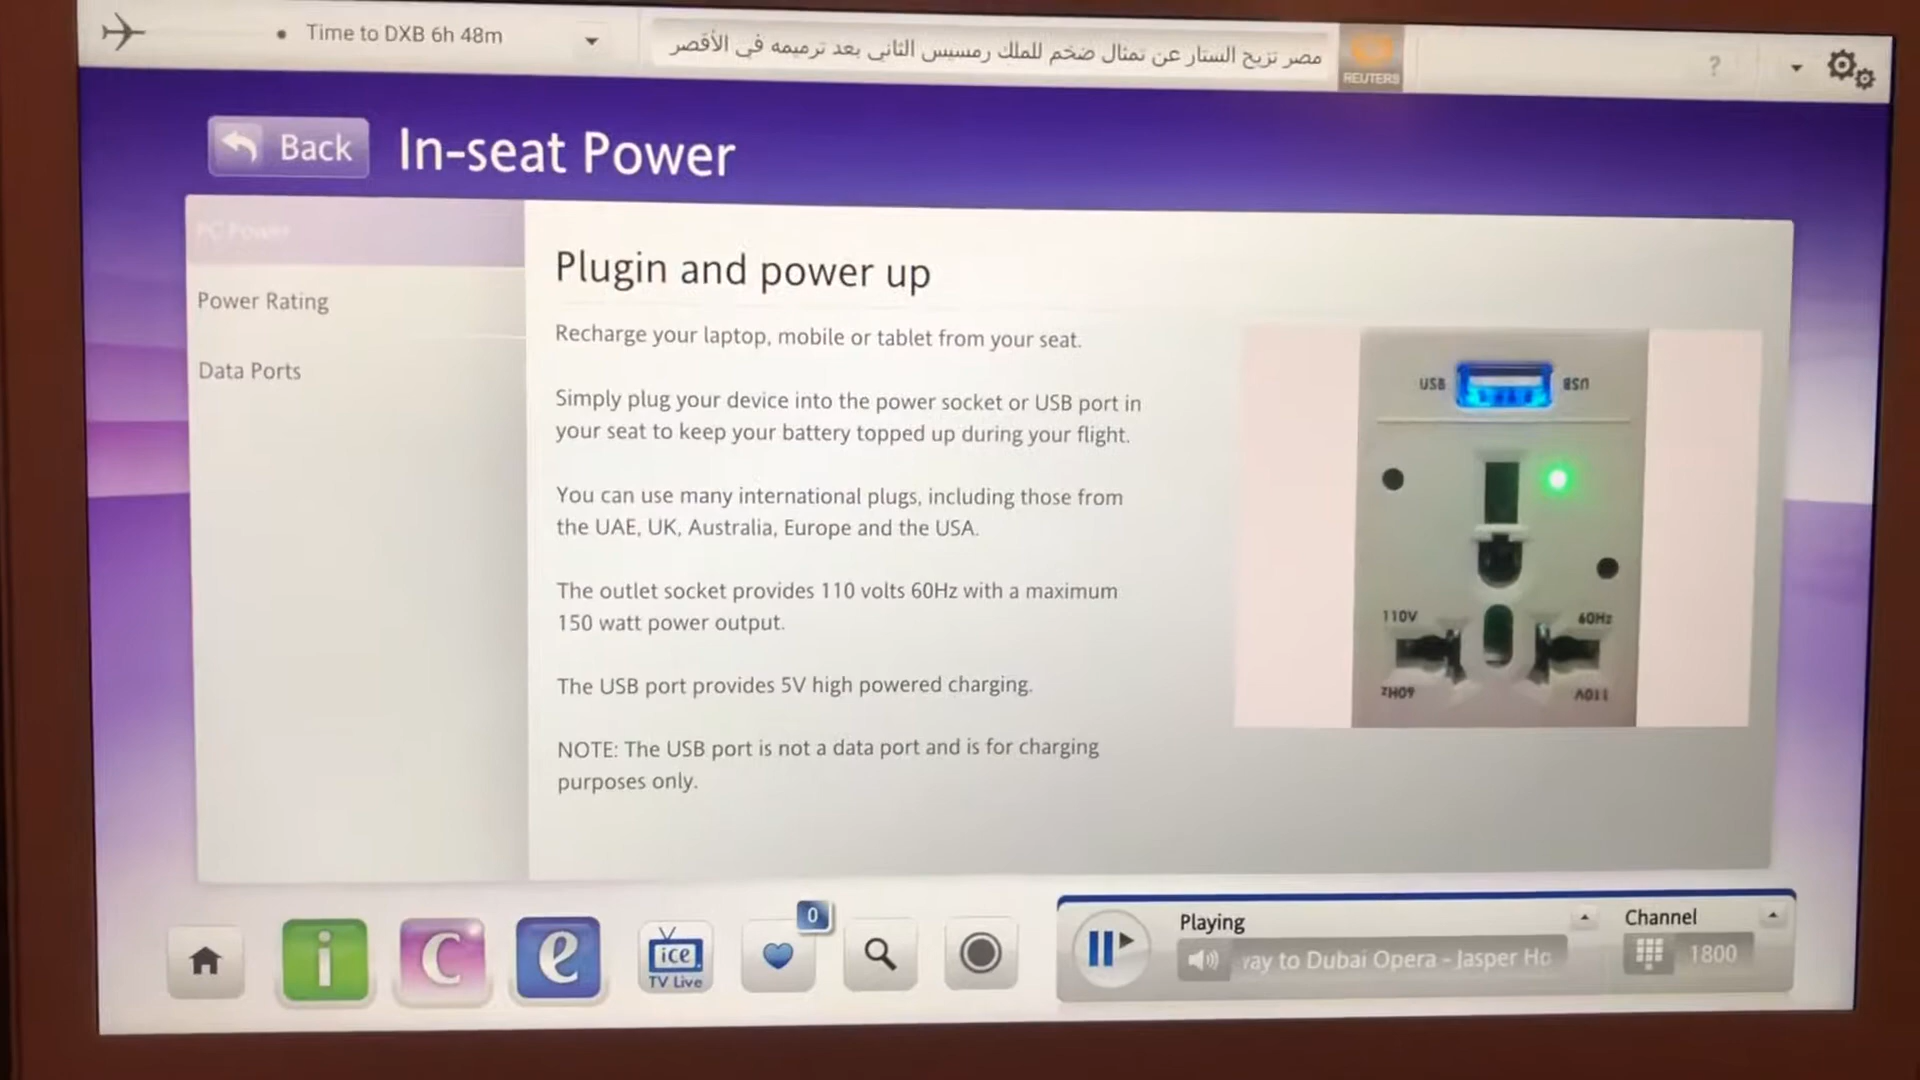 Time to DXB 6h 48m
مصر تزيح الستار عن تمثال ضخم للملك رمسيس الثاني بعد ترميمه في الأقصر
REUTERS
?
Back
In-seat Power
PC Power
Power Rating
Data Ports
Plugin and power up
Recharge your laptop, mobile or tablet from your seat.
Simply plug your device into the power socket or USB port in
your seat to keep your battery topped up during your flight.
You can use many international plugs, including those from
the UAE, UK, Australia, Europe and the USA.
The outlet socket provides 110 volts 60Hz with a maximum
150 watt power output.
The USB port provides 5V high powered charging.
NOTE: The USB port is not a data port and is for charging
purposes only.
USB USB
110V 60Hz
60Hz 110V
i
C
e
ice
TV Live
0
Playing
to Dubai Opera - Jasper
Channel
1800